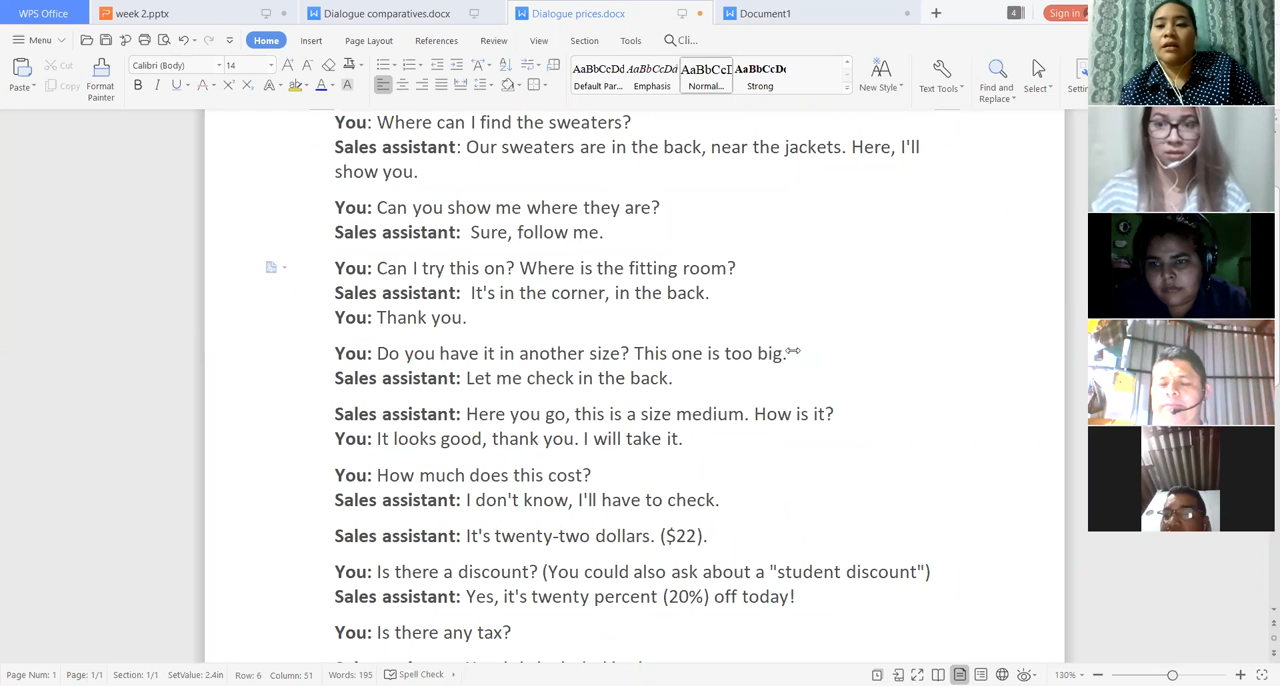 WPS Office
week 2.pptx
Dialogue comparatives.docx
Dialogue prices.docx
Document1
4
Sign in
Menu
Home
Insert
Page Layout
References
Review
View
Section
Tools
Cli...
Paste
Cut
Copy
Format Painter
Calibri (Body)
14
AaBbCcDd
Default Par...
AaBbCcDd
Emphasis
AaBbCcD
Normal...
AaBbCcDd
Strong
New Style
Text Tools
Find and Replace
Select
You: Where can I find the sweaters?
Sales assistant: Our sweaters are in the back, near the jackets. Here, I'll
show you.
You: Can you show me where they are?
Sales assistant:  Sure, follow me.
You: Can I try this on? Where is the fitting room?
Sales assistant:  It's in the corner, in the back.
You: Thank you.
You: Do you have it in another size? This one is too big.
Sales assistant: Let me check in the back.
Sales assistant: Here you go, this is a size medium. How is it?
You: It looks good, thank you. I will take it.
You: How much does this cost?
Sales assistant: I don't know, I'll have to check.
Sales assistant: It's twenty-two dollars. ($22).
You: Is there a discount? (You could also ask about a "student discount")
Sales assistant: Yes, it's twenty percent (20%) off today!
You: Is there any tax?
Page Num: 1
Page: 1/1
Section: 1/1
SetValue: 2.4in
Row: 6
Column: 51
Words: 195
Spell Check
130%